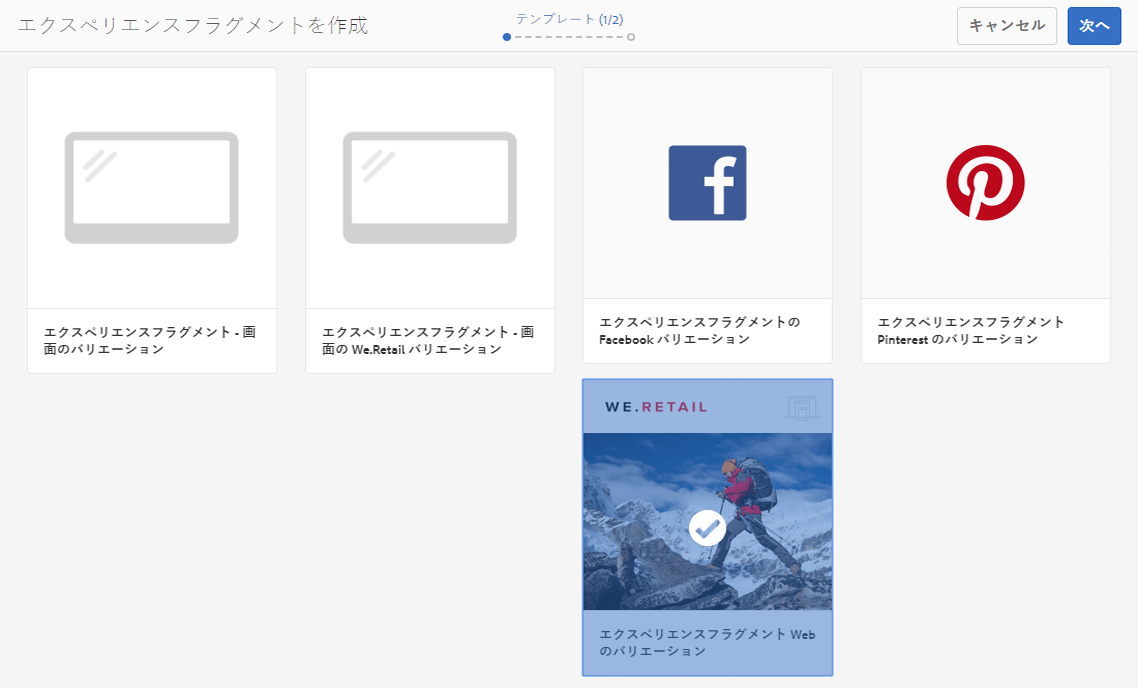 エクスペリエンスフラグメントを作成
テンプレート (1/2)
キャンセル
次へ
エクスペリエンスフラグメント - 画
面のバリエーション
エクスペリエンスフラグメント - 画
面の We.Retail バリエーション
エクスペリエンスフラグメントの
Facebook バリエーション
エクスペリエンスフラグメント
Pinterest のバリエーション
WE.RETAIL
エクスペリエンスフラグメント Web
のバリエーション